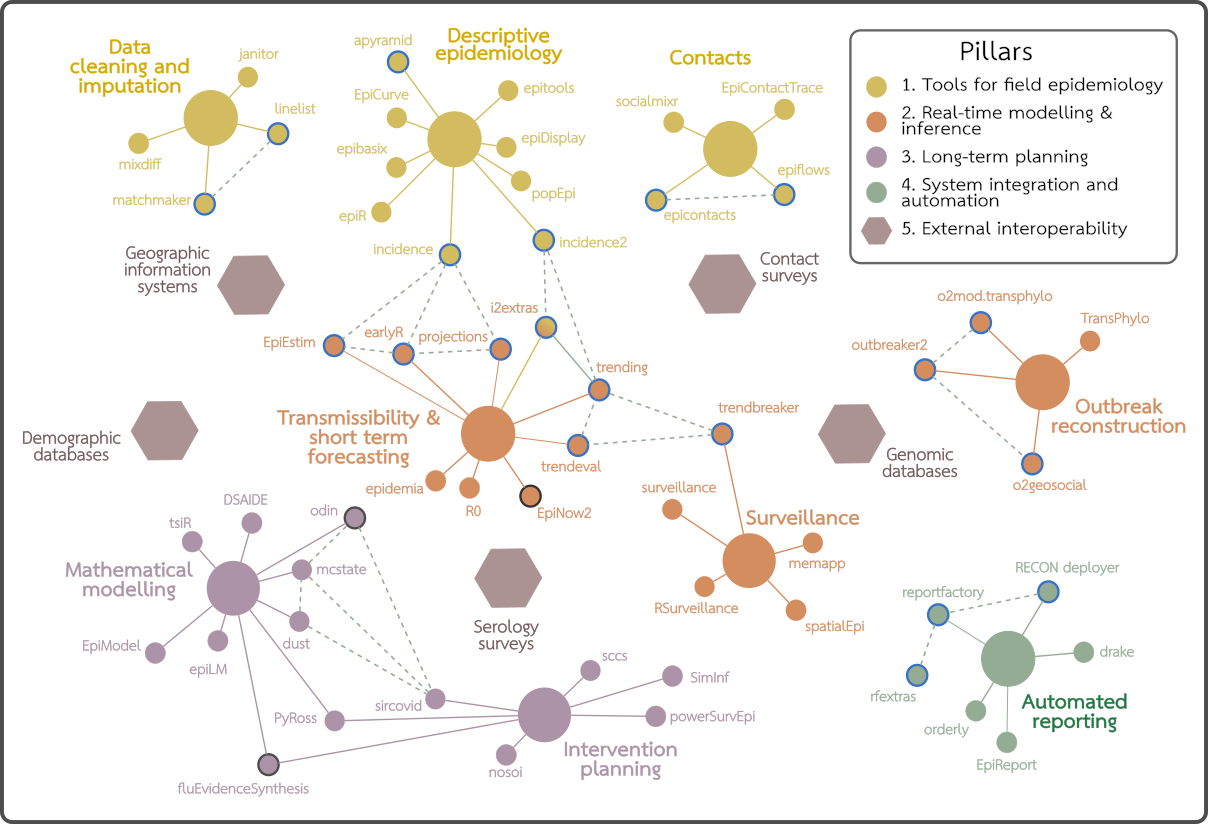 Data
cleaning and
imputation
janitor
linelist
mixdiff
matchmaker
Descriptive
epidemiology
apyramid
epitools
EpiCurve
epiDisplay
epibasix
popEpi
epiR
incidence
incidence2
Contacts
EpiContactTrace
socialmixr
epiflows
epicontacts
Pillars
1. Tools for field epidemiology
2. Real-time modelling &
inference
3. Long-term planning
4. System integration and
automation
5. External interoperability
Geographic
information
systems
Contact
surveys
i2extras
EpiEstim
earlyR
projections
trending
Transmissibility &
short term
forecasting
trendeval
trendbreaker
epidemia
R0
EpiNow2
o2mod.transphylo
TransPhylo
outbreaker2
Outbreak
reconstruction
o2geosocial
Demographic
databases
Genomic
databases
surveillance
Surveillance
memapp
RSurveillance
spatialEpi
DSAIDE
odin
tsiR
Mathematical
modelling
mcstate
EpiModel
epiLM
dust
Serology
surveys
sircovid
PyRoss
fluEvidenceSynthesis
sccs
SimInf
powerSurvEpi
Intervention
planning
nosoi
RECON deployer
reportfactory
drake
rfextras
Automated
reporting
orderly
EpiReport